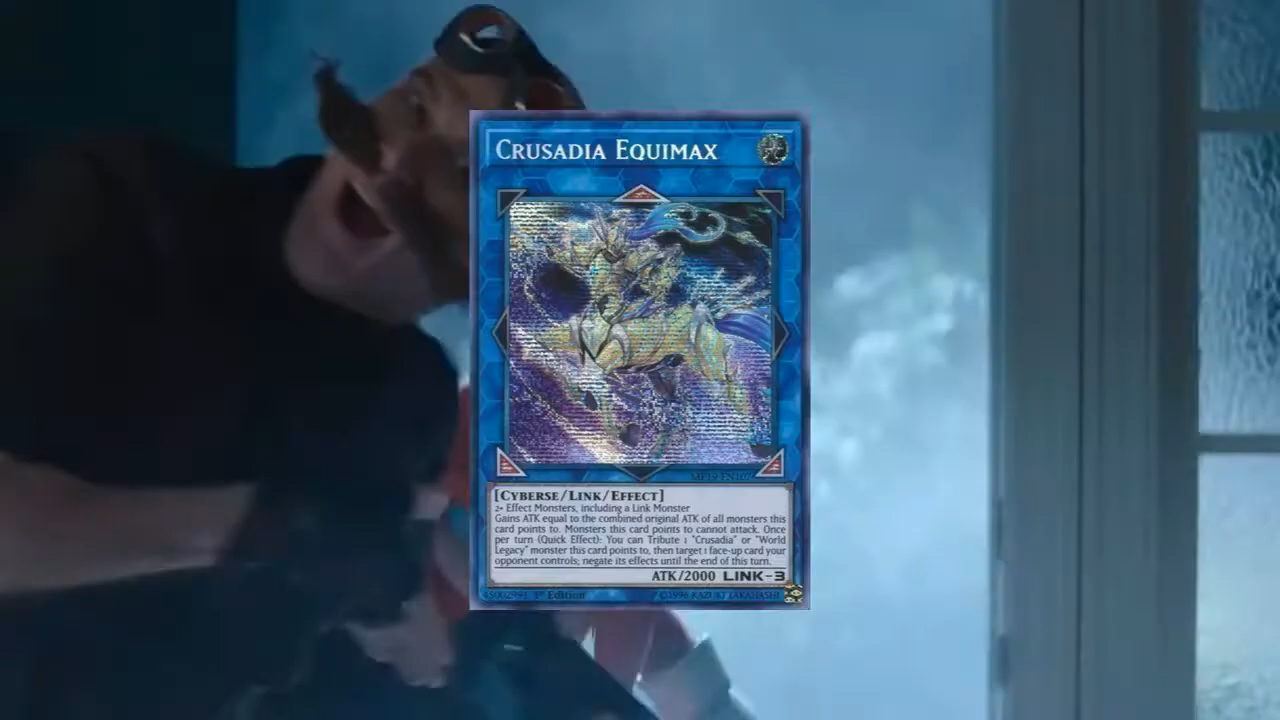 CRUSADIA EQUIMAX
MP19-EN107
[CYBERSE/LINK/EFFECT]
2+ Effect Monsters, including a Link Monster
Gains ATK equal to the combined original ATK of all monsters this
card points to. Monsters this card points to cannot attack. Once
per turn (Quick Effect): You can Tribute 1 "Crusadia" or "World
Legacy" monster this card points to, then target 1 face-up card your
opponent controls; negate its effects until the end of this turn.
ATK/2000 LINK-3
45002991 1st Edition ©1996 KAZUKI TAKAHASHI